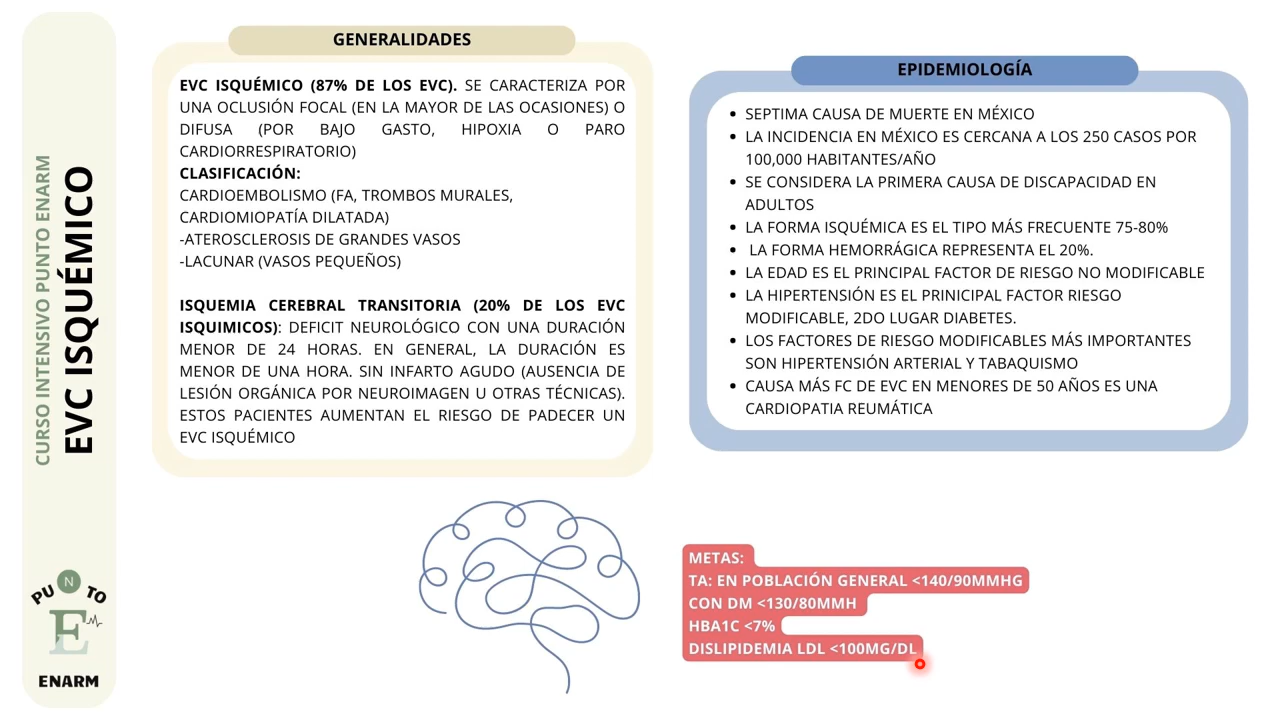 CURSO INTENSIVO PUNTO ENARM
EVC ISQUÉMICO
PU N TO
E
ENARM
GENERALIDADES
EVC ISQUÉMICO (87% DE LOS EVC). SE CARACTERIZA POR
UNA OCLUSIÓN FOCAL (EN LA MAYOR DE LAS OCASIONES) O
DIFUSA (POR BAJO GASTO, HIPOXIA O PARO
CARDIORRESPIRATORIO)
CLASIFICACIÓN:
CARDIOEMBOLISMO (FA, TROMBOS MURALES,
CARDIOMIOPATÍA DILATADA)
-ATEROSCLEROSIS DE GRANDES VASOS
-LACUNAR (VASOS PEQUEÑOS)
ISQUEMIA CEREBRAL TRANSITORIA (20% DE LOS EVC
ISQUIMICOS): DEFICIT NEUROLÓGICO CON UNA DURACIÓN
MENOR DE 24 HORAS. EN GENERAL, LA DURACIÓN ES
MENOR DE UNA HORA. SIN INFARTO AGUDO (AUSENCIA DE
LESIÓN ORGÁNICA POR NEUROIMAGEN U OTRAS TÉCNICAS).
ESTOS PACIENTES AUMENTAN EL RIESGO DE PADECER UN
EVC ISQUÉMICO
EPIDEMIOLOGÍA
• SEPTIMA CAUSA DE MUERTE EN MÉXICO
• LA INCIDENCIA EN MÉXICO ES CERCANA A LOS 250 CASOS POR
100,000 HABITANTES/AÑO
• SE CONSIDERA LA PRIMERA CAUSA DE DISCAPACIDAD EN
ADULTOS
• LA FORMA ISQUÉMICA ES EL TIPO MÁS FRECUENTE 75-80%
• LA FORMA HEMORRÁGICA REPRESENTA EL 20%.
• LA EDAD ES EL PRINCIPAL FACTOR DE RIESGO NO MODIFICABLE
• LA HIPERTENSIÓN ES EL PRINICIPAL FACTOR RIESGO
MODIFICABLE, 2DO LUGAR DIABETES.
• LOS FACTORES DE RIESGO MODIFICABLES MÁS IMPORTANTES
SON HIPERTENSIÓN ARTERIAL Y TABAQUISMO
• CAUSA MÁS FC DE EVC EN MENORES DE 50 AÑOS ES UNA
CARDIOPATIA REUMÁTICA
METAS:
TA: EN POBLACIÓN GENERAL <140/90MMHG
CON DM <130/80MMH
HBA1C <7%
DISLIPIDEMIA LDL <100MG/DL